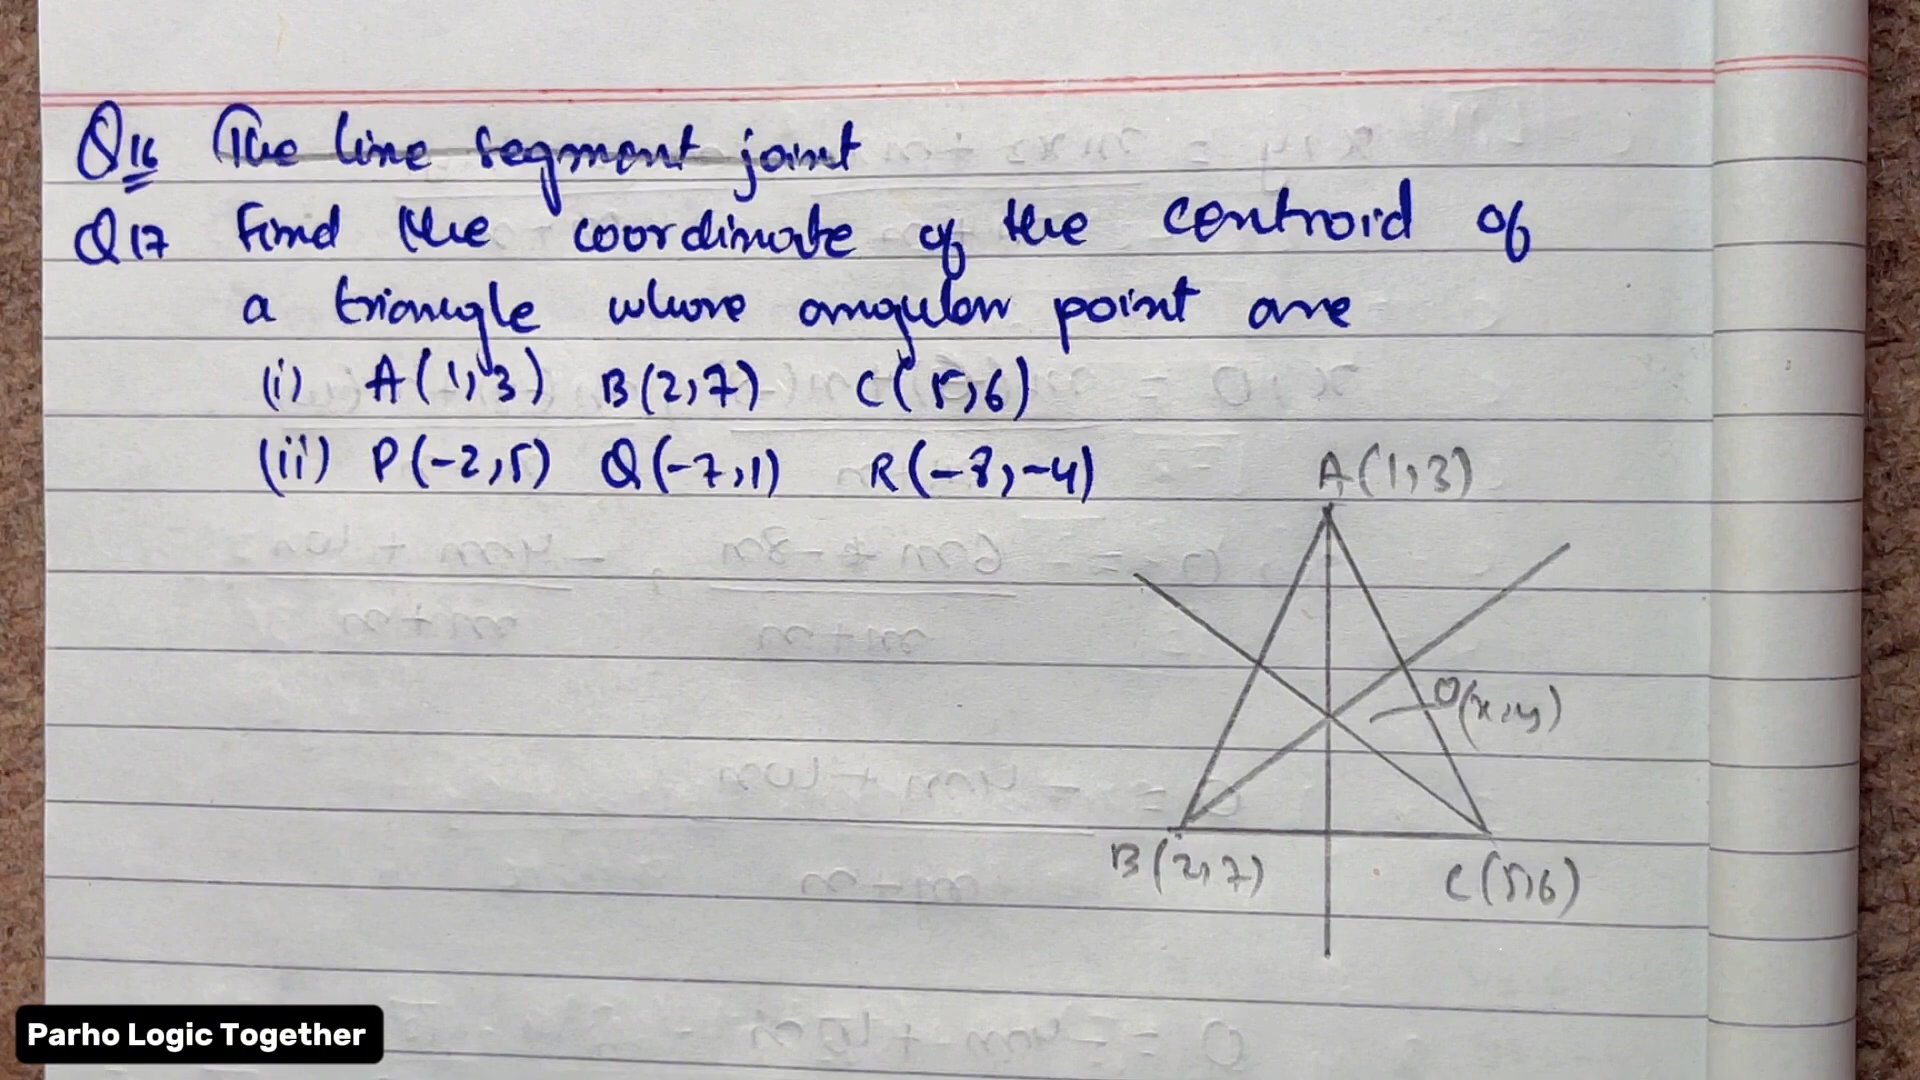 Q16 The line segment joint
Q17 Find the coordinate of the centroid of
a triangle whose angular point are
(i) A(1,3) B(2,7) C(5,6)
(ii) P(-2,5) Q(-7,1) R(-8,-4)
A(1,3)
O(x,y)
B(2,7)
C(5,6)
Parho Logic Together